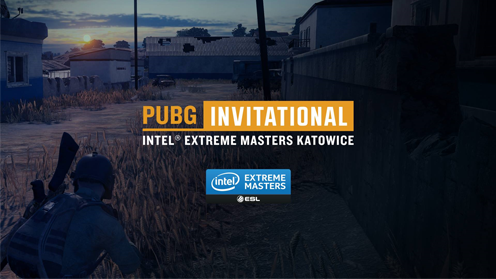 PUBG INVITATIONAL
INTEL® EXTREME MASTERS KATOWICE
intel EXTREME
MASTERS
ESL